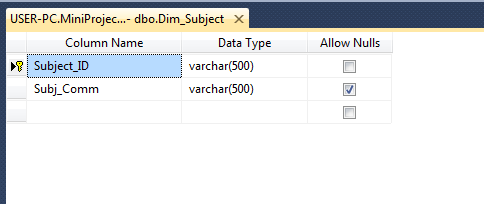 USER-PC.MiniProjec...- dbo.Dim_Subject
Column Name Data Type Allow Nulls
Subject_ID varchar(500)
Subj_Comm varchar(500)